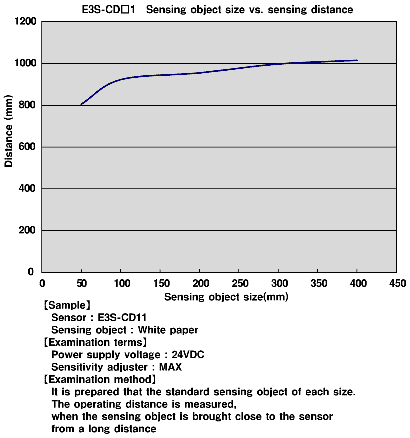 E3S-CD□1 Sensing object size vs. sensing distance
1200
1000
800
600
400
200
0
Distance (mm)
0 50 100 150 200 250 300 350 400 450
Sensing object size(mm)
【Sample】
Sensor : E3S-CD11
Sensing object : White paper
【Examination terms】
Power supply voltage : 24VDC
Sensitivity adjuster : MAX
【Examination method】
It is prepared that the standard sensing object of each size.
The operating distance is measured,
when the sensing object is brought close to the sensor
from a long distance